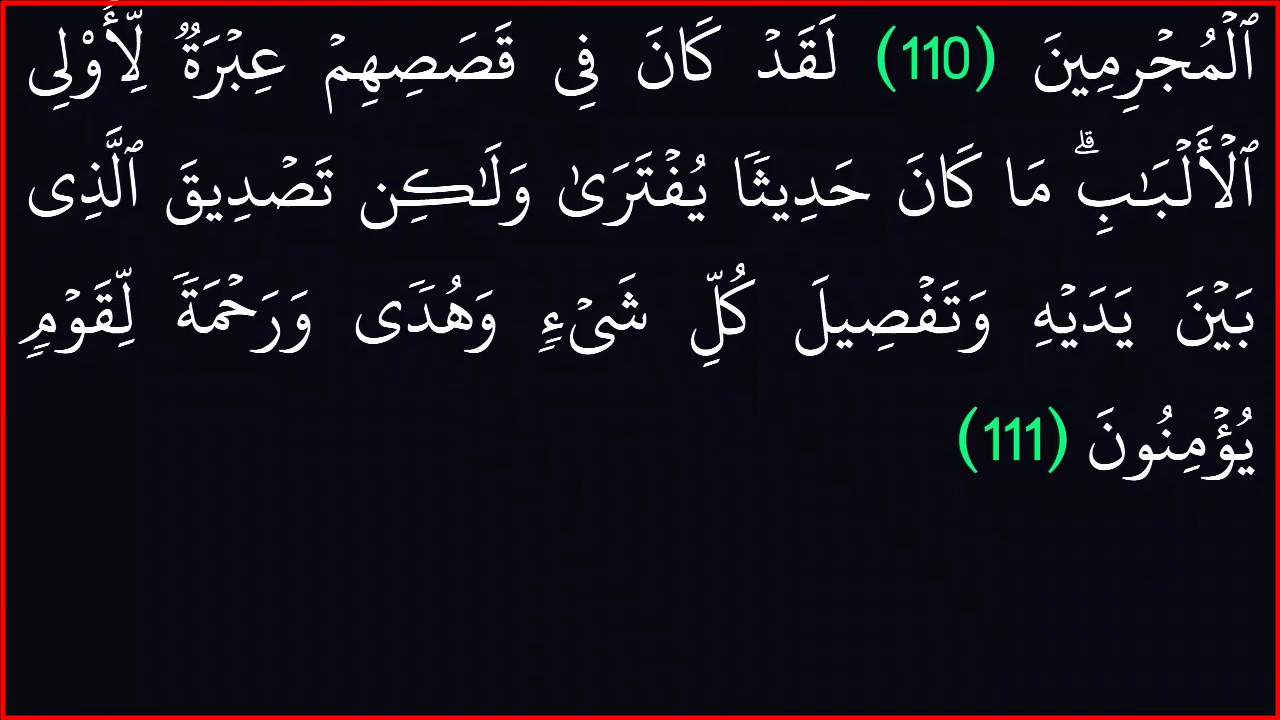 ٱلْمُجْرِمِينَ (110) لَقَدْ كَانَ فِى قَصَصِهِمْ عِبْرَةٌ لِّأُوْلِى
ٱلْأَلْبَـٰبِ ۗ مَا كَانَ حَدِيثًا يُفْتَرَىٰ وَلَـٰكِن تَصْدِيقَ ٱلَّذِى
بَيْنَ يَدَيْهِ وَتَفْصِيلَ كُلِّ شَىْءٍ وَهُدًى وَرَحْمَةً لِّقَوْمٍ
يُؤْمِنُونَ (111)